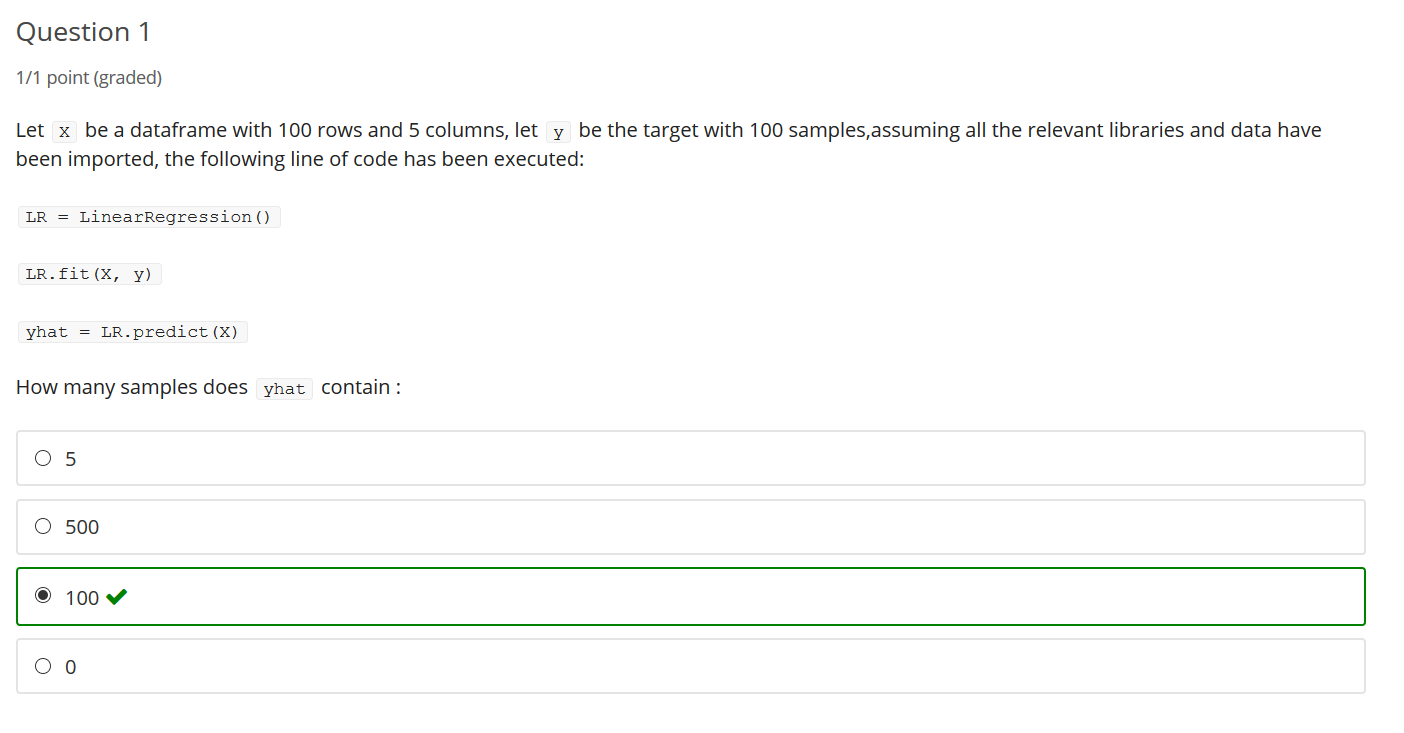 Question 1
1/1 point (graded)
Let X be a dataframe with 100 rows and 5 columns, let y be the target with 100 samples,assuming all the relevant libraries and data have
been imported, the following line of code has been executed:
LR = LinearRegression()
LR.fit(X, y)
yhat = LR.predict(X)
How many samples does yhat contain :
5
500
100
0